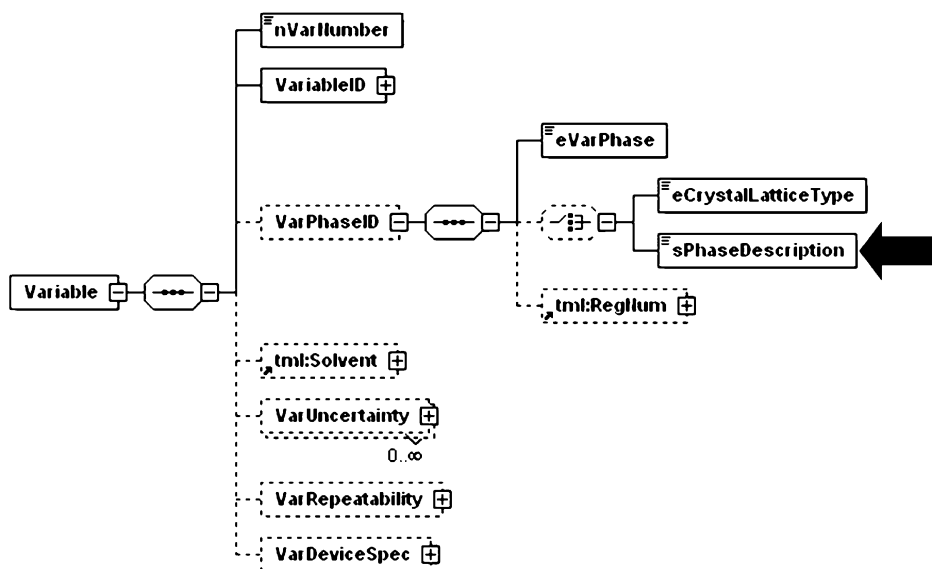 nVarNumber
VariableID
eVarPhase
VarPhaseID
eCrystalLatticeType
sPhaseDescription
Variable
tml:RegNum
tml:Solvent
VarUncertainty
0..∞
VarRepeatability
VarDeviceSpec